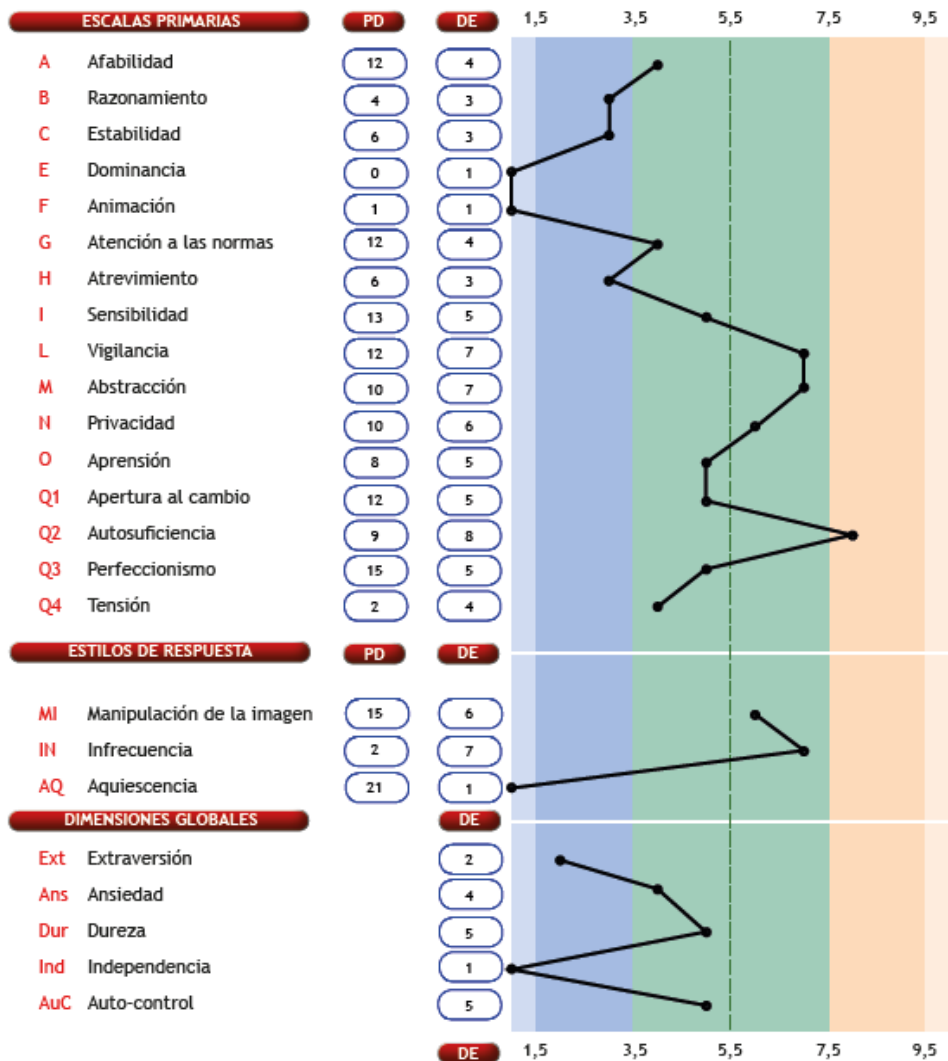 ESCALAS PRIMARIAS PD DE 1,5 3,5 5,5 7,5 9,5
A Afabilidad 12 4
B Razonamiento 4 3
C Estabilidad 6 3
E Dominancia 0 1
F Animación 1 1
G Atención a las normas 12 4
H Atrevimiento 6 3
I Sensibilidad 13 5
L Vigilancia 12 7
M Abstracción 10 7
N Privacidad 10 6
O Aprensión 8 5
Q1 Apertura al cambio 12 5
Q2 Autosuficiencia 9 8
Q3 Perfeccionismo 15 5
Q4 Tensión 2 4
ESTILOS DE RESPUESTA PD DE
MI Manipulación de la imagen 15 6
IN Infrecuencia 2 7
AQ Aquiescencia 21 1
DIMENSIONES GLOBALES DE
Ext Extraversión 2
Ans Ansiedad 4
Dur Dureza 5
Ind Independencia 1
AuC Auto-control 5
DE 1,5 3,5 5,5 7,5 9,5